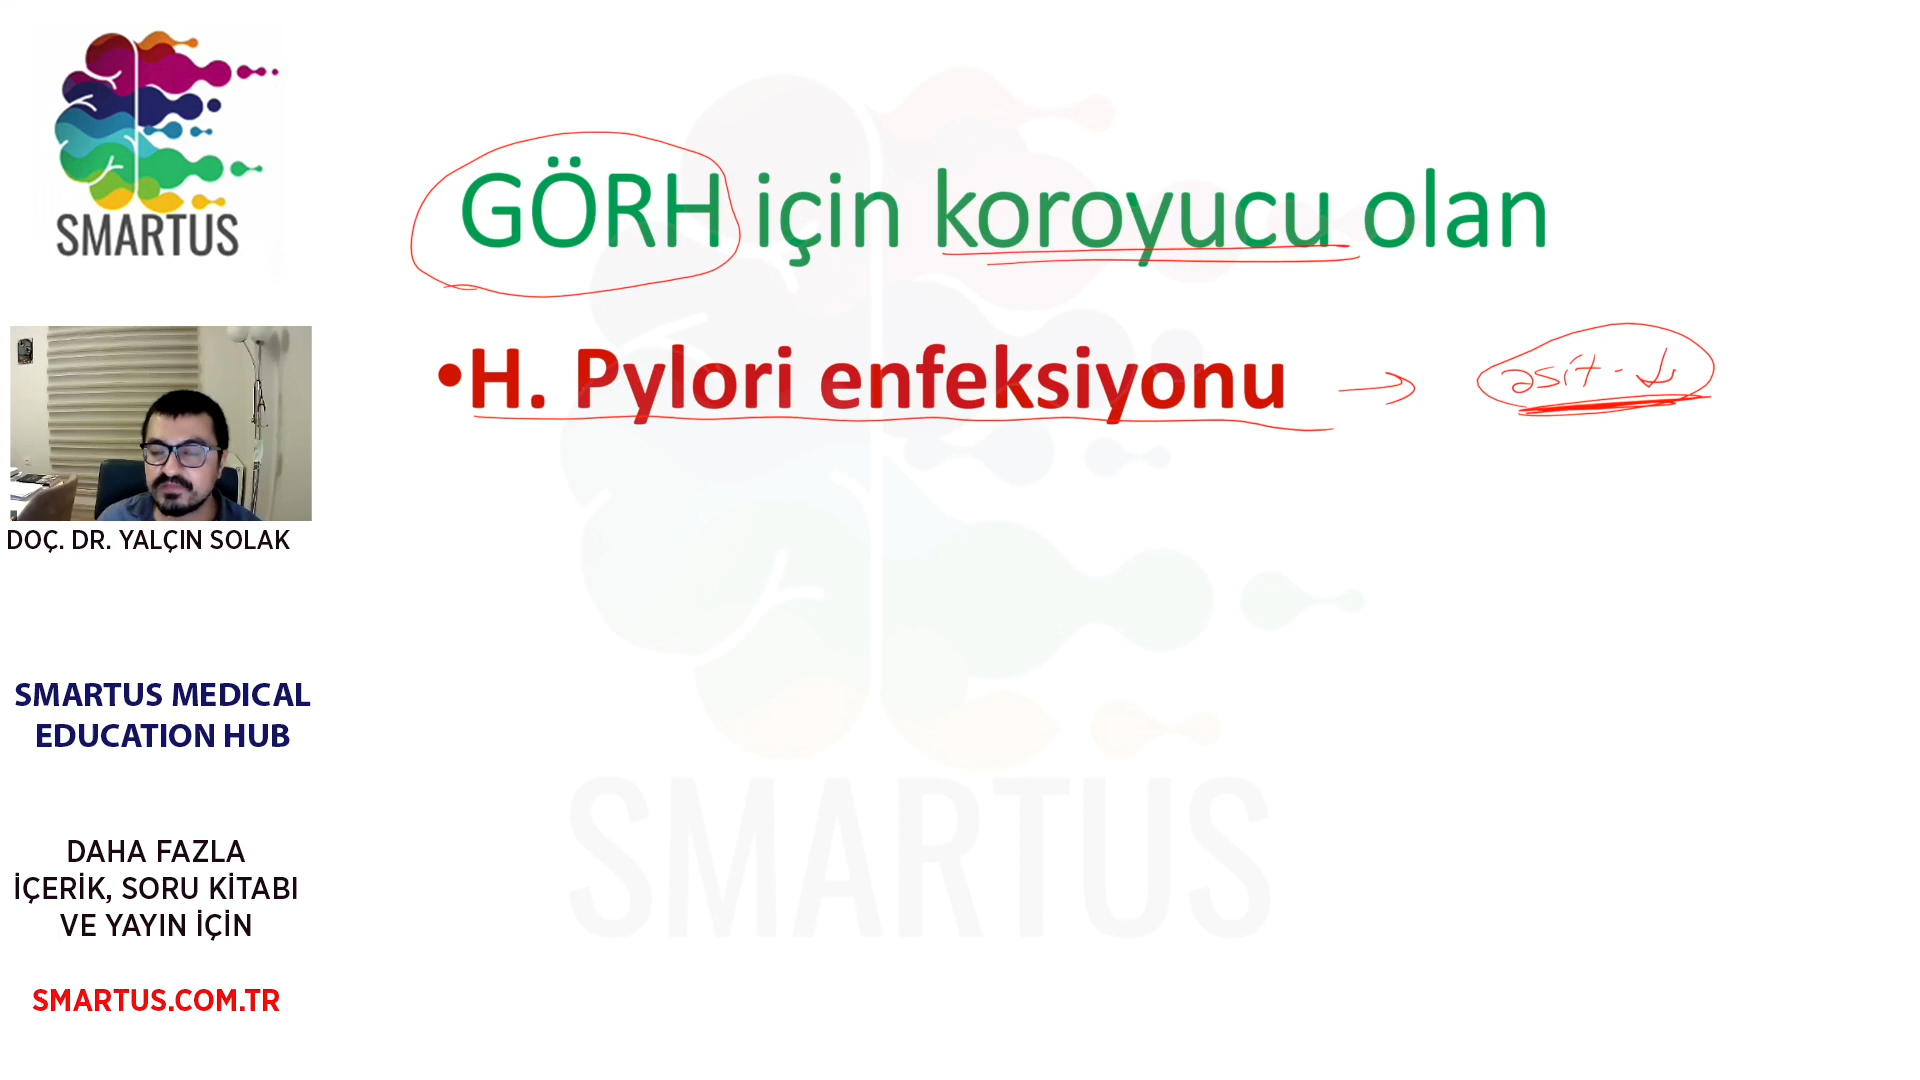 SMARTUS
GÖRH için koroyucu olan
•H. Pylori enfeksiyonu → asit - ↓
DOÇ. DR. YALÇIN SOLAK
SMARTUS MEDICAL
EDUCATION HUB
DAHA FAZLA
İÇERİK, SORU KİTABI
VE YAYIN İÇİN
SMARTUS.COM.TR
SMARTUS